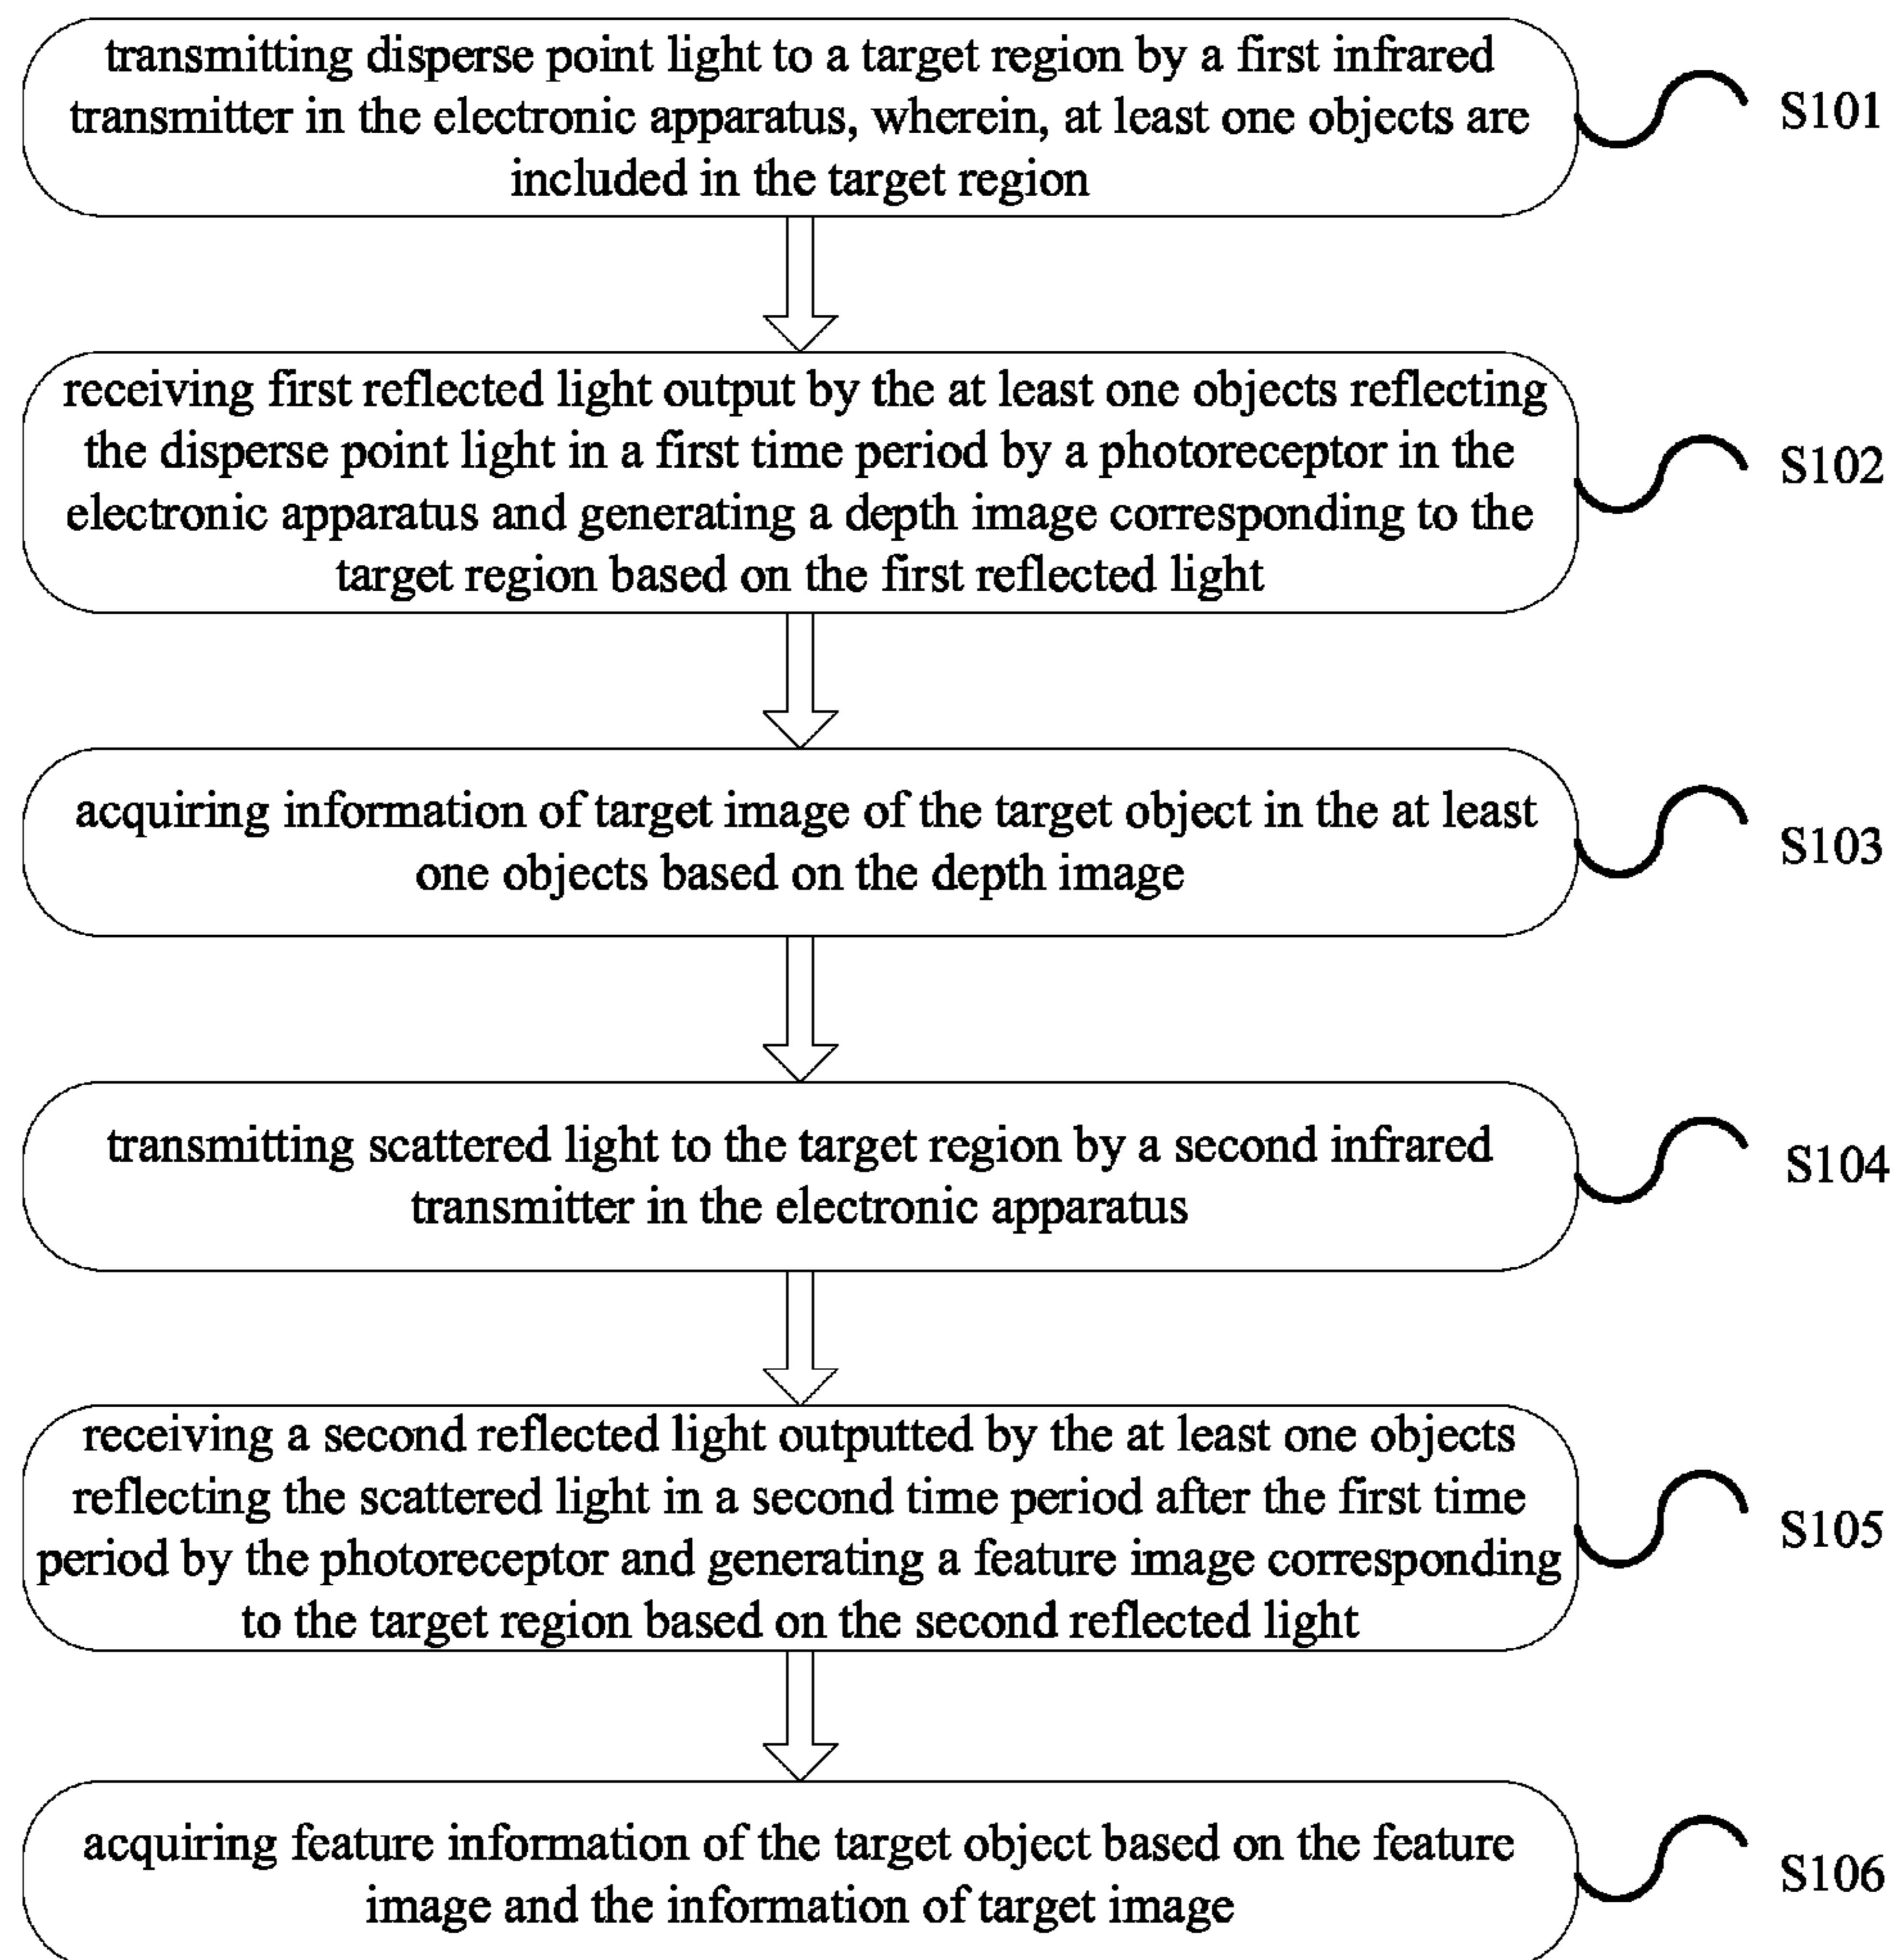 transmitting disperse point light to a target region by a first infrared
transmitter in the electronic apparatus, wherein, at least one objects are
included in the target region
S101
receiving first reflected light output by the at least one objects reflecting
the disperse point light in a first time period by a photoreceptor in the
electronic apparatus and generating a depth image corresponding to the
target region based on the first reflected light
S102
acquiring information of target image of the target object in the at least
one objects based on the depth image
S103
transmitting scattered light to the target region by a second infrared
transmitter in the electronic apparatus
S104
receiving a second reflected light outputted by the at least one objects
reflecting the scattered light in a second time period after the first time
period by the photoreceptor and generating a feature image corresponding
to the target region based on the second reflected light
S105
acquiring feature information of the target object based on the feature
image and the information of target image
S106